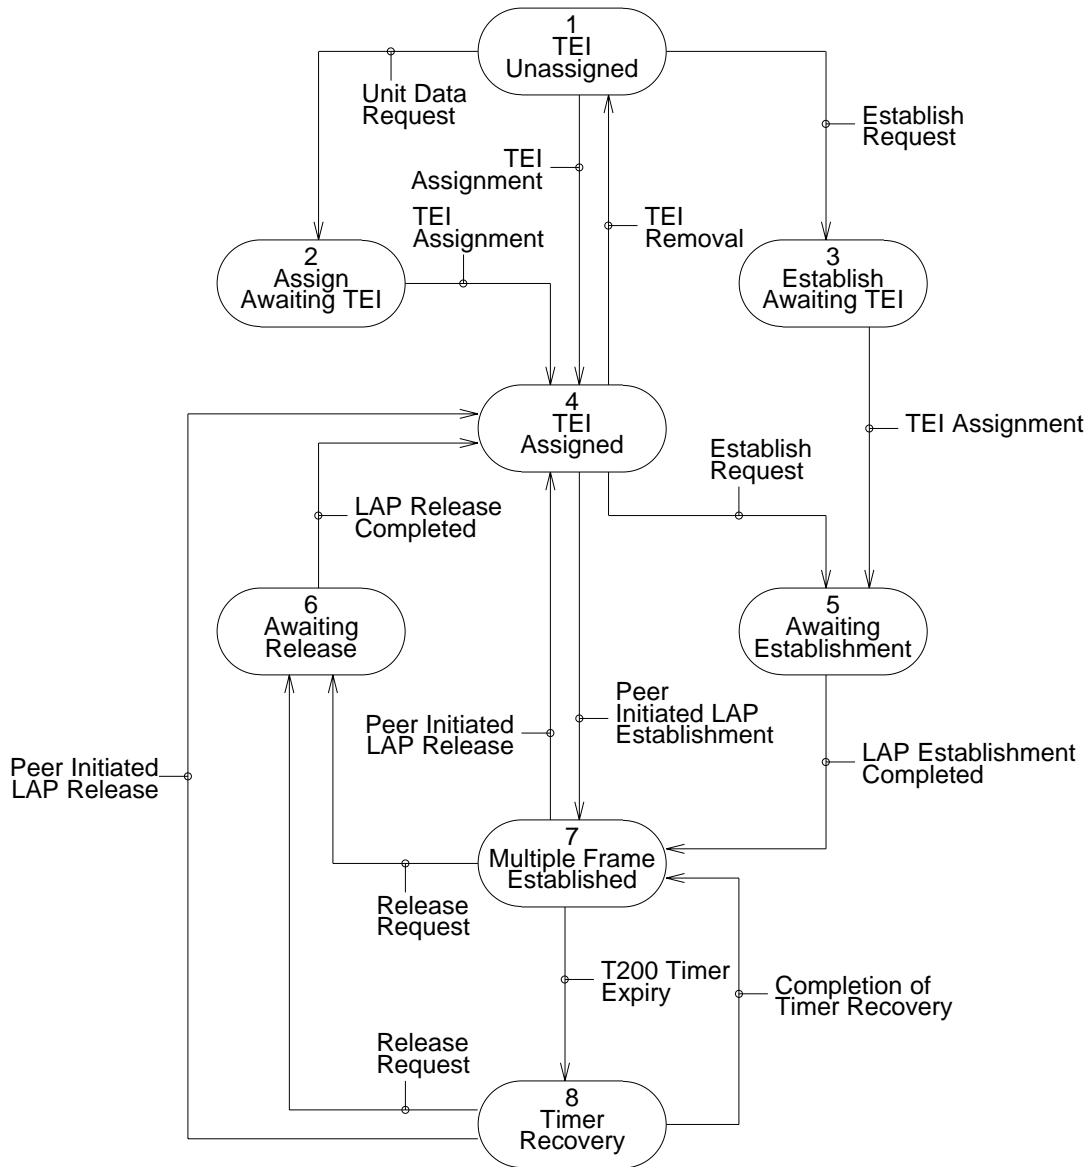 1
TEI
Unassigned
Unit Data
Request
Establish
Request
TEI
Assignment
TEI
Assignment
TEI
Removal
2
Assign
Awaiting TEI
3
Establish
Awaiting TEI
4
TEI
Assigned
TEI Assignment
Establish
Request
LAP Release
Completed
6
Awaiting
Release
5
Awaiting
Establishment
Peer Initiated
LAP Release
Peer
Initiated LAP
Establishment
Peer Initiated
LAP Release
LAP Establishment
Completed
7
Multiple Frame
Established
Release
Request
T200 Timer
Expiry
Completion of
Timer Recovery
Release
Request
8
Timer
Recovery